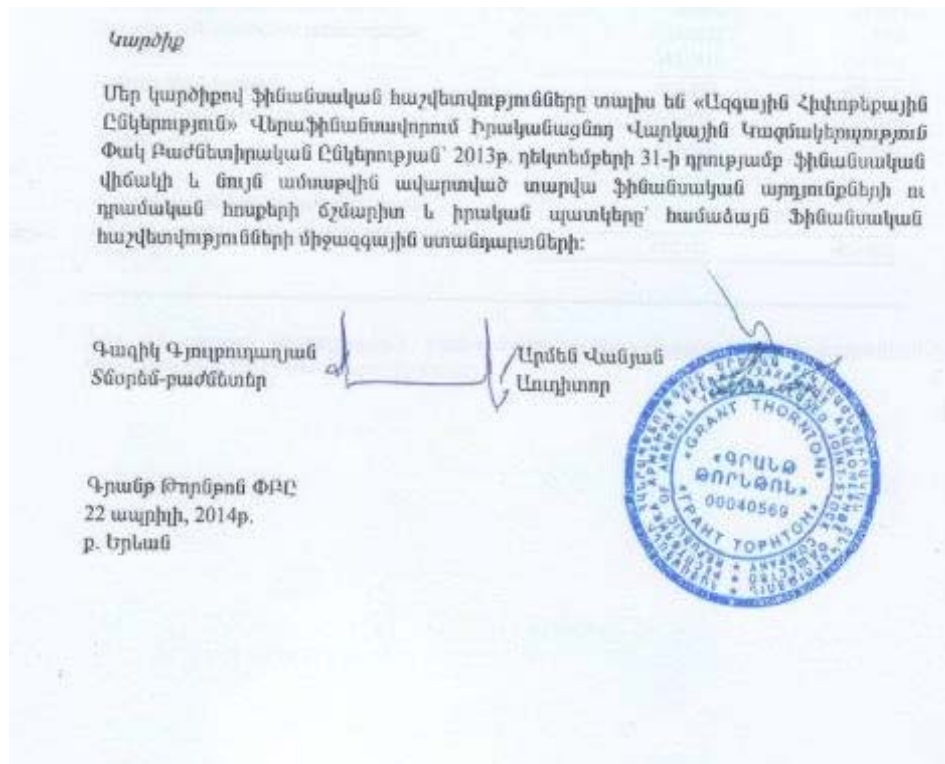 Կարծիք
Մեր կարծիքով ֆինանսական հաշվետվությունները տալիս են «Ազգային Հիփոթեքային
Ընկերություն» Վերաֆինանսավորում Իրականացնող Վարկային Կազմակերպություն
Փակ Բաժնետիրական Ընկերության՝ 2013թ. դեկտեմբերի 31-ի դրությամբ ֆինանսական
վիճակի և նույն ամսաթվին ավարտված տարվա ֆինանսական արդյունքների ու
դրամական հոսքերի ճշմարիտ և իրական պատկերը՝ համաձայն Ֆինանսական
հաշվետվությունների միջազգային ստանդարտների:
Գագիկ Գյուլբուդաղյան
Տնօրեն-բաժնետեր
Արմեն Վանյան
Աուդիտոր
GRANT THORNTON
«ԳՐԱՆԹ
ԹՈՐՆԹՈՆ»
00040569
ГРАНТ ТОРНТОН
Գրանթ Թորնթոն ՓԲԸ
22 ապրիլի, 2014թ.
ք. Երևան